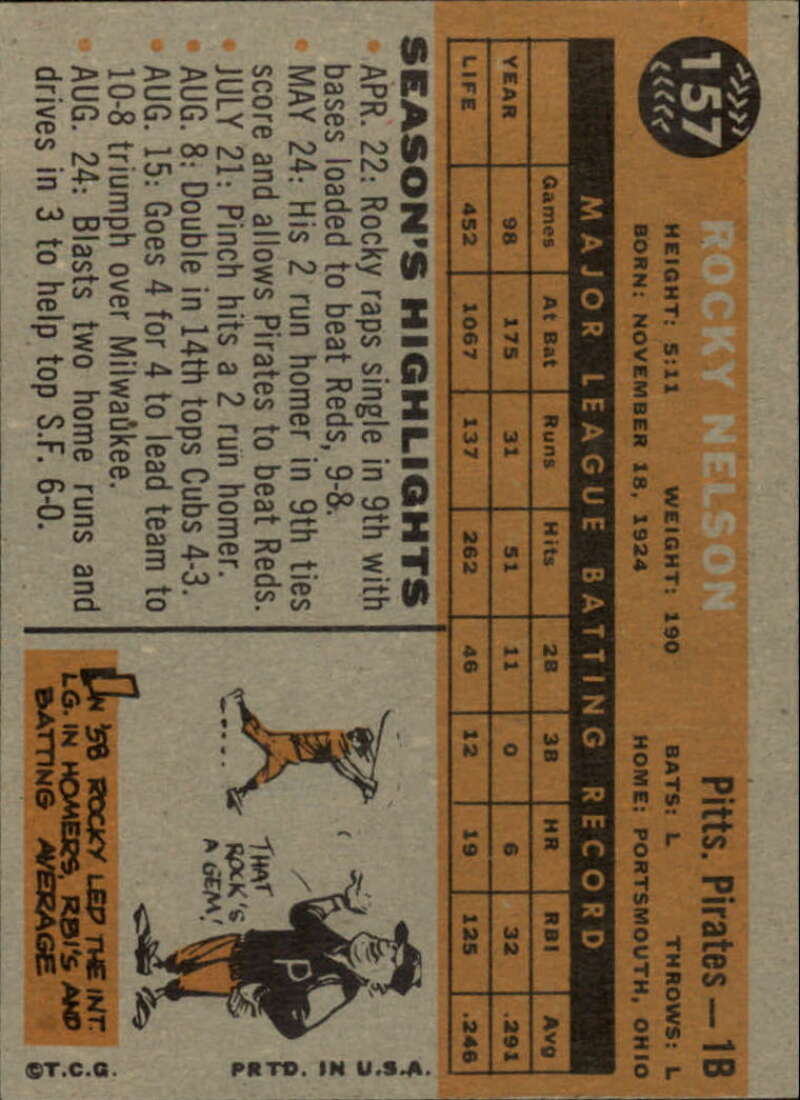 157
ROCKY NELSON Pitts. Pirates — 1B
HEIGHT: 5:11 WEIGHT: 190 BATS: L THROWS: L
BORN: NOVEMBER 18, 1924 HOME: PORTSMOUTH, OHIO
MAJOR LEAGUE BATTING RECORD
Games At Bat Runs Hits 2B 3B HR RBI Avg
YEAR 98 175 31 51 11 0 6 32 .291
LIFE 452 1067 137 262 46 12 19 125 .246
SEASON'S HIGHLIGHTS
• APR. 22: Rocky raps single in 9th with
bases loaded to beat Reds, 9-8.
• MAY 24: His 2 run homer in 9th ties
score and allows Pirates to beat Reds.
• JULY 21: Pinch hits a 2 run homer.
• AUG. 8: Double in 14th tops Cubs 4-3.
• AUG. 15: Goes 4 for 4 to lead team to
10-8 triumph over Milwaukee.
• AUG. 24: Blasts two home runs and
drives in 3 to help top S.F. 6-0.
THAT
ROCK'S
A GEM!
P
IN '58 ROCKY LED THE INT.
LG. IN HOMERS, RBI'S AND
BATTING AVERAGE
PRTD. IN U.S.A.
©T.C.G.